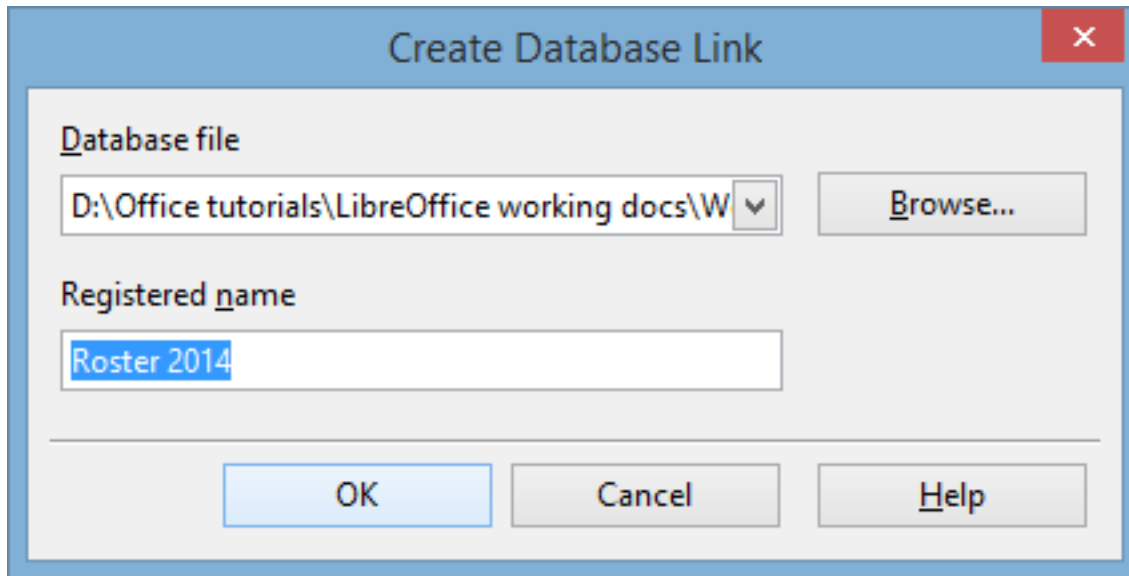 Create Database Link
Database file
D:\Office tutorials\LibreOffice working docs\W
Browse...
Registered name
Roster 2014
OK
Cancel
Help